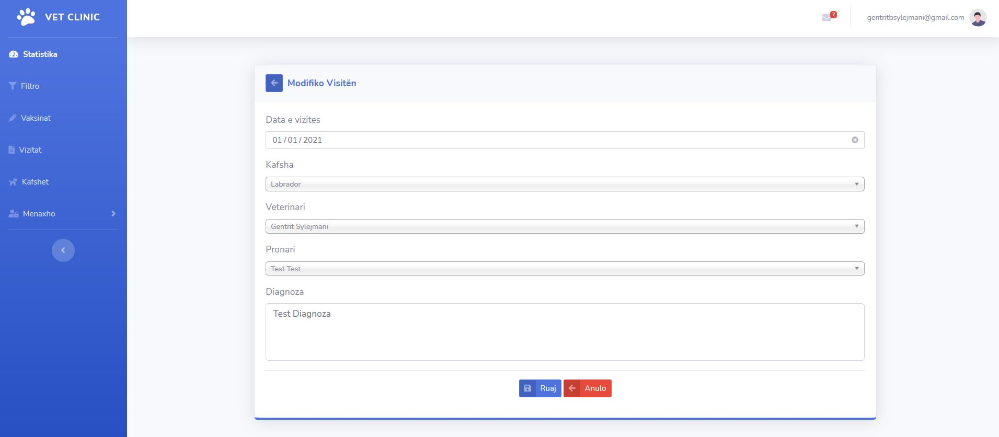 VET CLINIC
7
gentritbsylejmani@gmail.com
Statistika
Filtro
Vaksinat
Vizitat
Kafshet
Menaxho
Modifiko Visitën
Data e vizites
01 / 01 / 2021
Kafsha
Labrador
Veterinari
Gentrit Sylejmani
Pronari
Test Test
Diagnoza
Test Diagnoza
Ruaj
Anulo